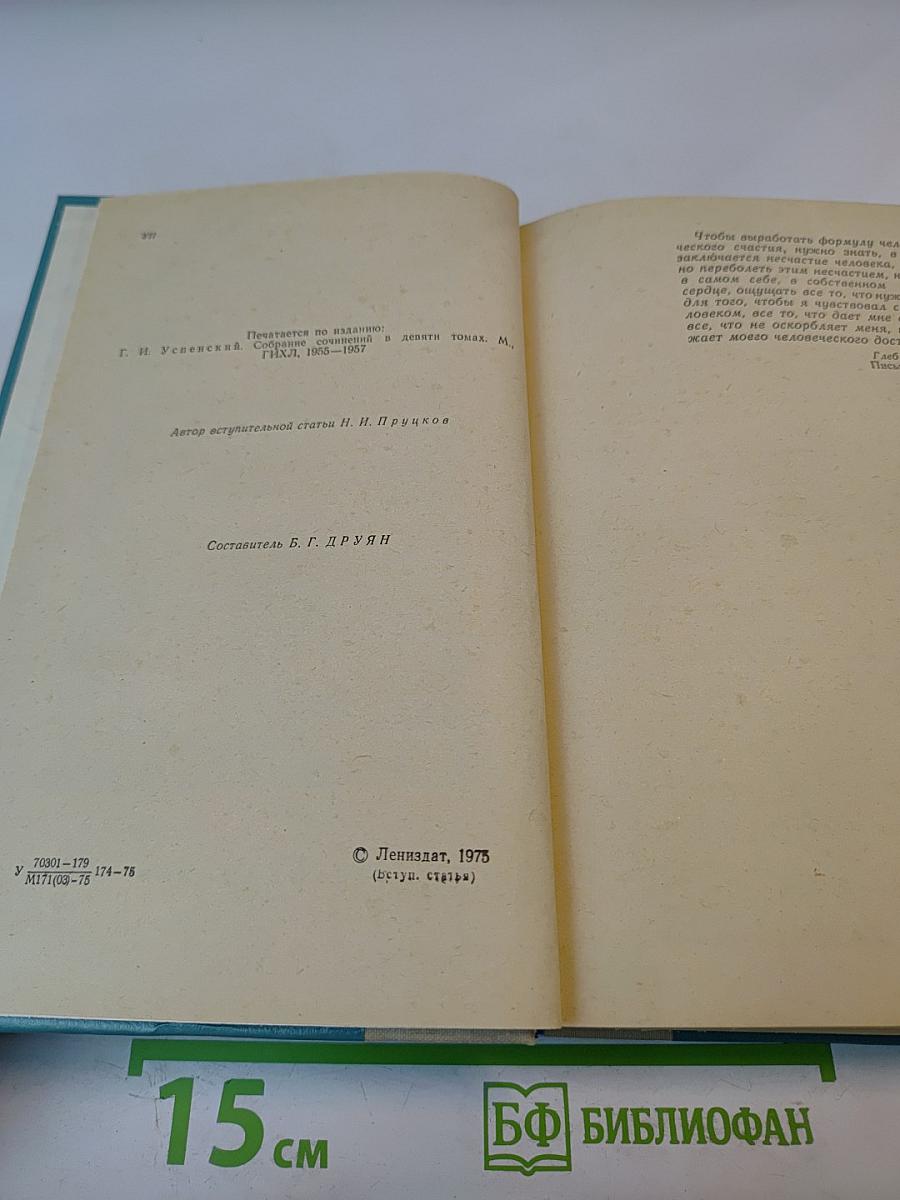 Печатается по изданию:
Г. И. Успенский. Собрание сочинений в девяти томах. М.,
ГИХЛ, 1955—1957
Автор вступительной статьи Н. И. Пруцков
Составитель Б. Г. ДРУЯН
У 70301—179
М171(03)—75 174—75
© Лениздат, 1975
(Вступ. статья)
Чтобы выработать формулу чел
ческого счастия, нужно знать, в
заключается несчастие человека,
но переболеть этим несчастием, н
в самом себе, в собственном
сердце, ощущать все то, что нуж
для того, чтобы я чувствовал с
ловеком, все то, что дает мне
все, что не оскорбляет меня,
жает моего человеческого дост
Глеб
Пись
15 см
БФ БИБЛИОФАН